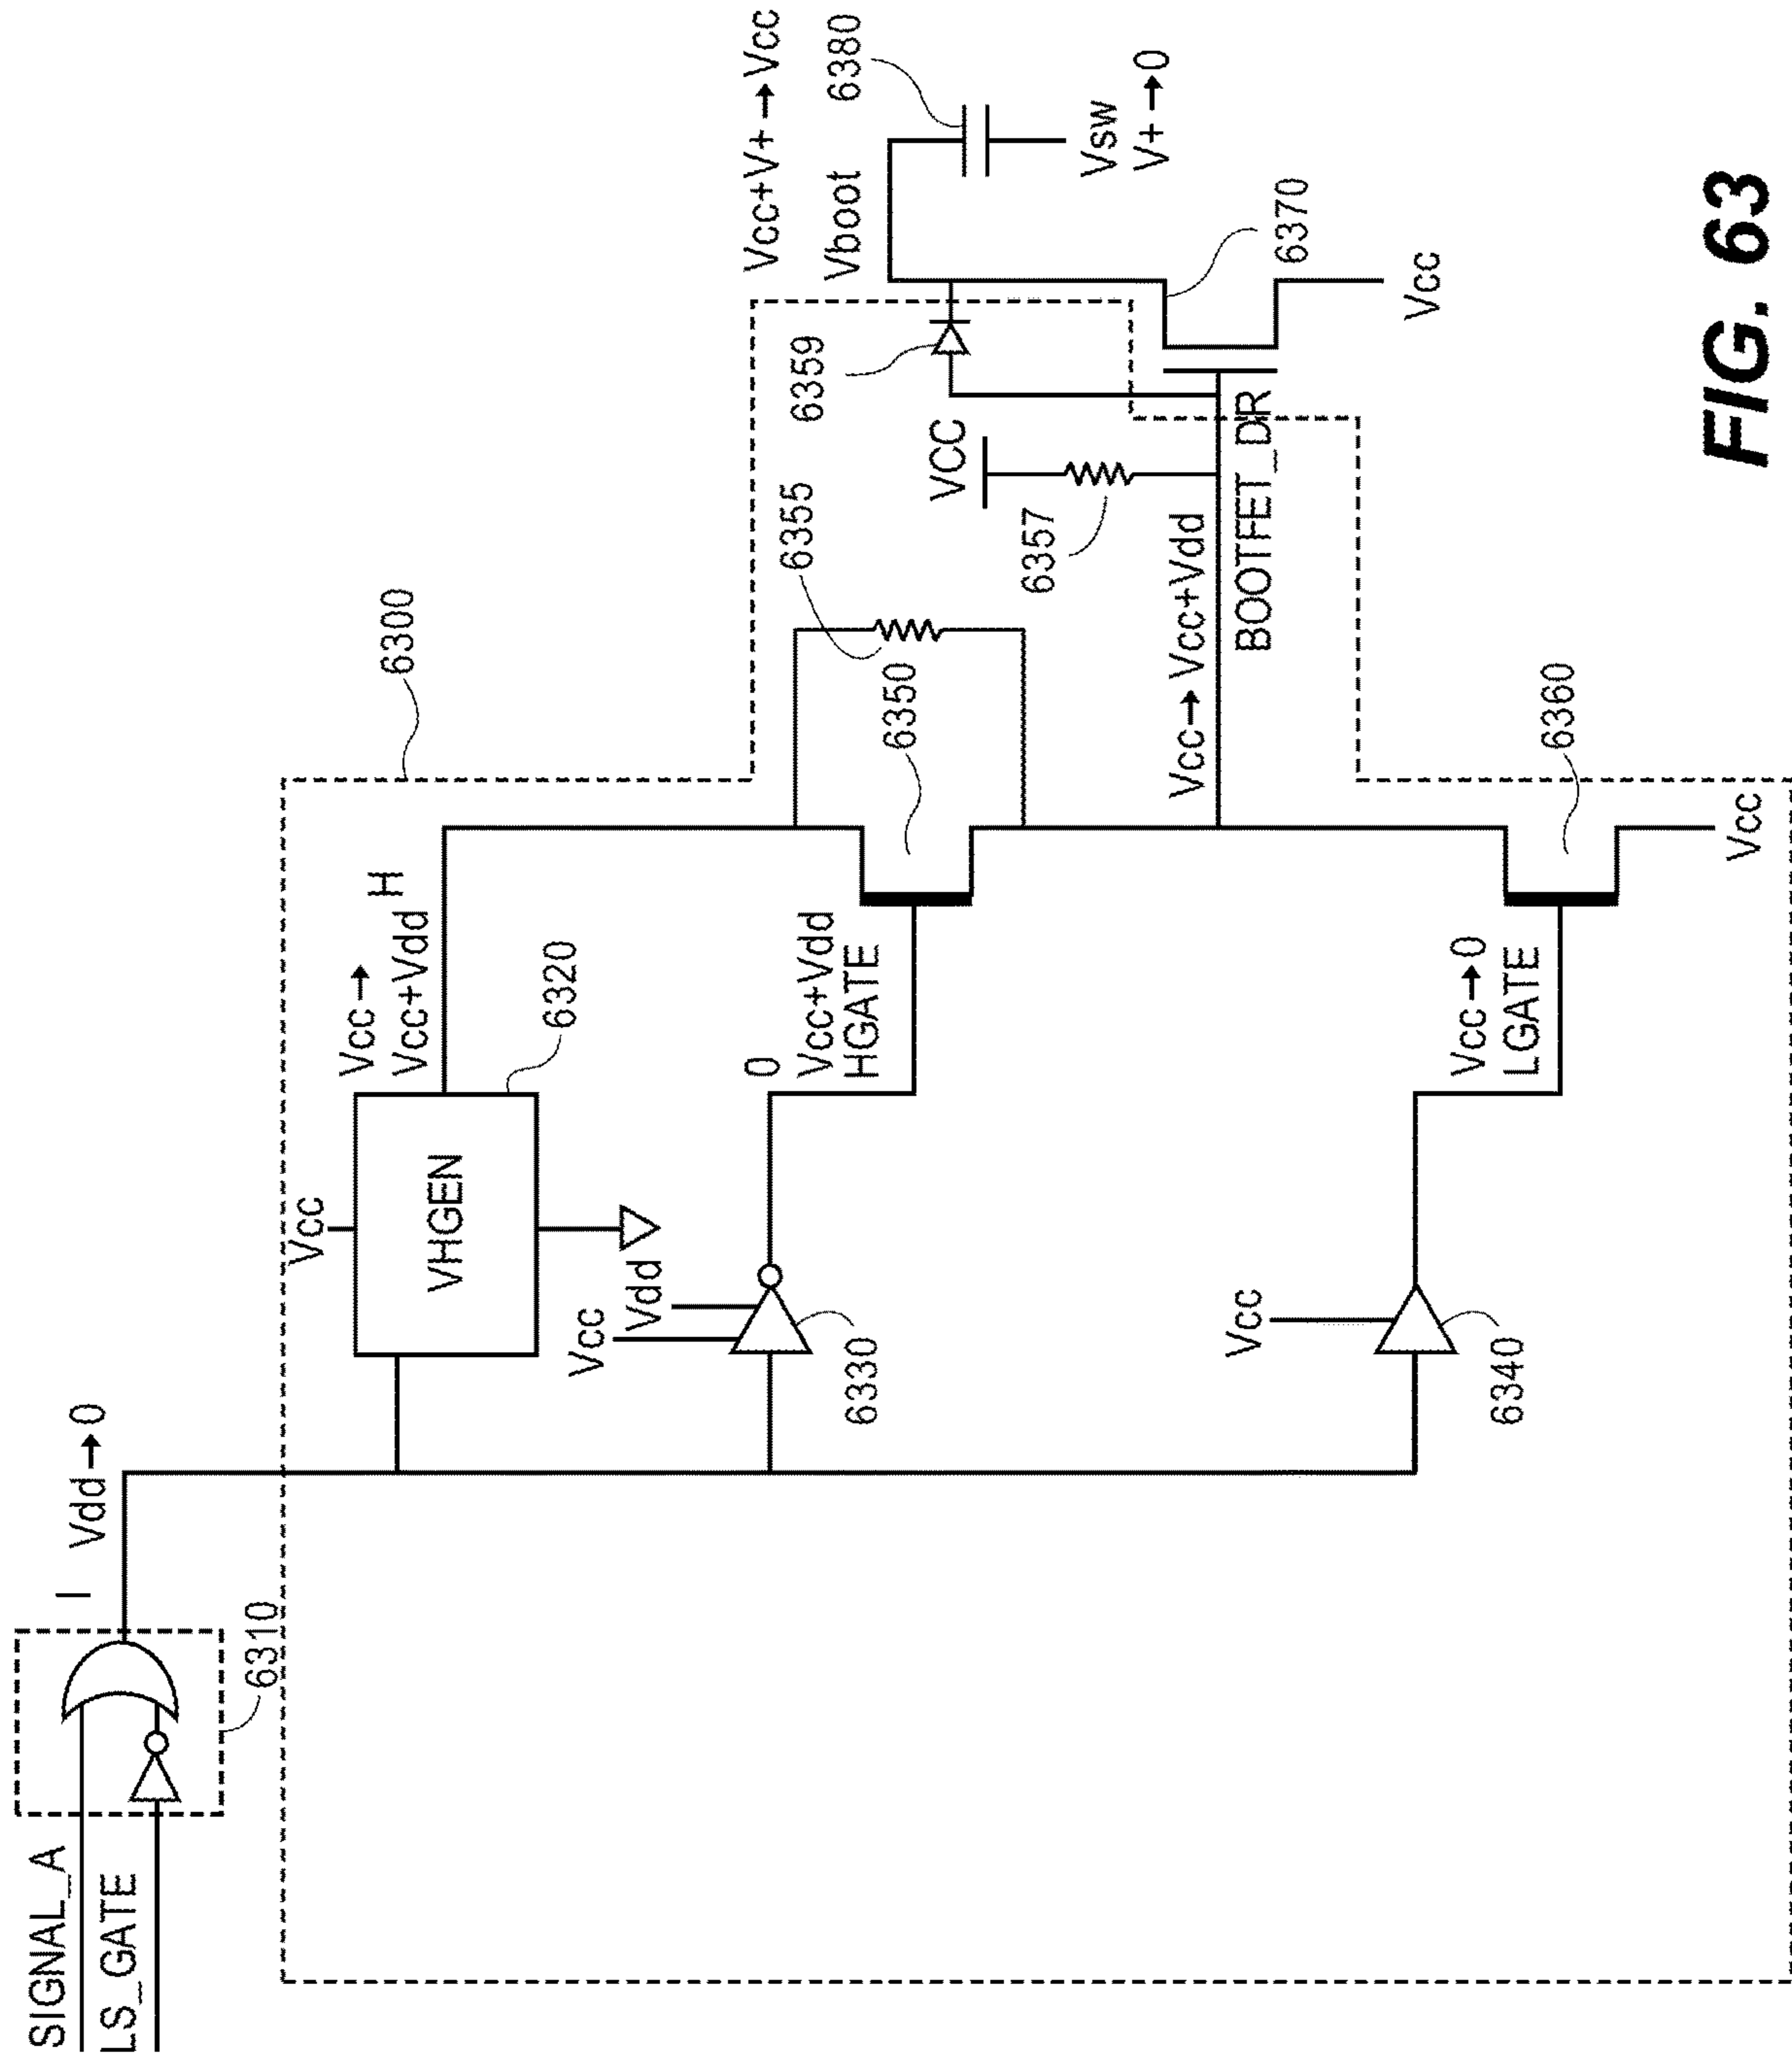 SIGNAL_A
LS_GATE
6310
I
Vdd→0
6300
Vcc
VHGEN
Vcc→
Vcc+Vdd
H
6320
Vcc
Vdd
6330
0
Vcc+Vdd
HGATE
6350
6355
Vcc
6340
Vcc→0
LGATE
6360
Vcc
Vcc→Vcc+Vdd
BOOTFET_DR
VCC
6357
6359
Vcc+V+→Vcc
Vboot
6380
Vsw
V+→0
6370
Vcc
FIG. 63